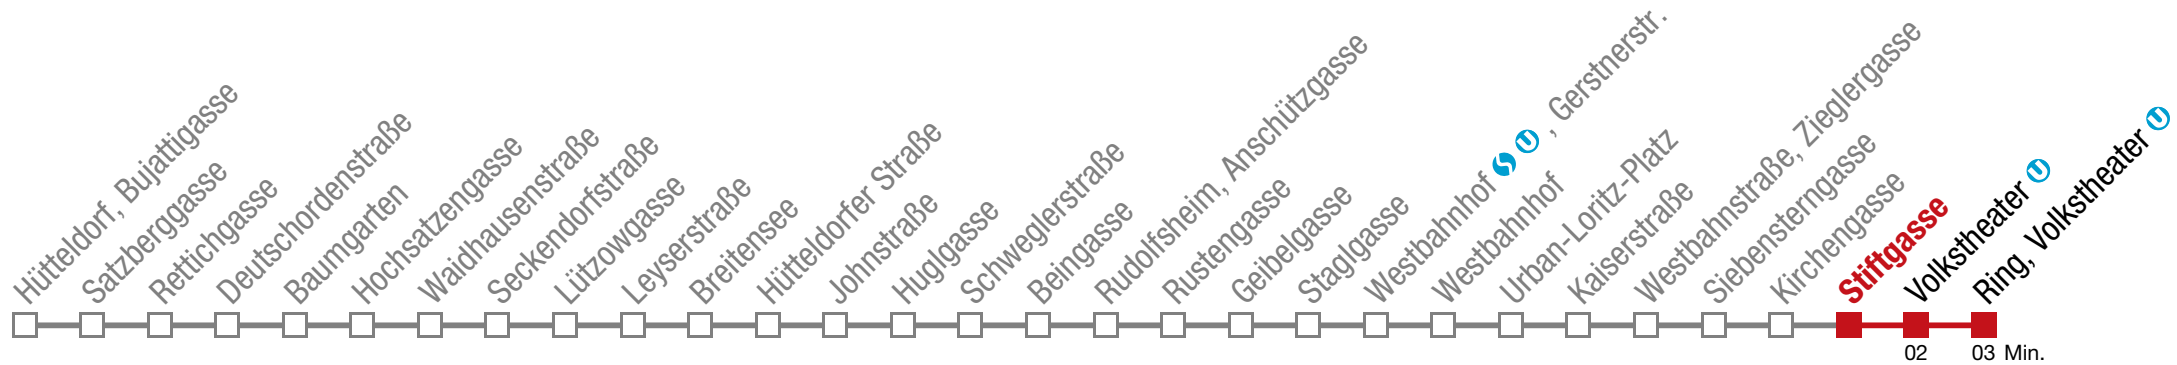 Hütteldorf, Bujattigasse
Satzberggasse
Rettichgasse
Deutschordenstraße
Baumgarten
Hochsatzengasse
Waidhausenstraße
Seckendorfstraße
Lützowgasse
Leyserstraße
Breitensee
Hütteldorfer Straße
Johnstraße
Huglgasse
Schweglerstraße
Beingasse
Rudolfsheim, Anschützgasse
Rustengasse
Geibelgasse
Staglgasse
Westbahnhof S U , Gerstnerstr.
Westbahnhof
Urban-Loritz-Platz
Kaiserstraße
Westbahnstraße, Zieglergasse
Siebensterngasse
Kirchengasse
Stiftgasse
Volkstheater U
Ring, Volkstheater U
02 03 Min.